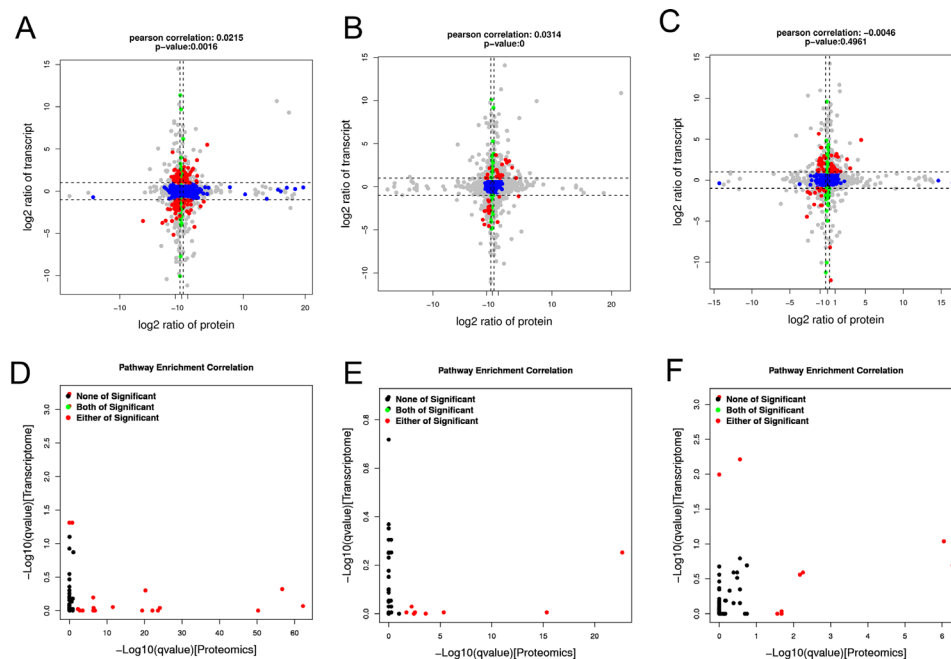 A
pearson correlation: 0.0215
p-value:0.0016
log2 ratio of transcript
15
10
5
0
-5
-10
-10
-10 1
10
20
log2 ratio of protein
B
pearson correlation: 0.0314
p-value:0
log2 ratio of transcript
15
10
5
0
-5
-10
-10
-10 1
10
20
log2 ratio of protein
C
pearson correlation: -0.0046
p-value:0.4961
log2 ratio of transcript
15
10
5
0
-5
-10
-15
-10
-5
-1 0 1
5
10
15
log2 ratio of protein
D
Pathway Enrichment Correlation
None of Significant
Both of Significant
Either of Significant
−Log10(qvalue)[Transcriptome]
3.0
2.5
2.0
1.5
1.0
0.5
0.0
0 10 20 30 40 50 60
−Log10(qvalue)[Proteomics]
E
Pathway Enrichment Correlation
None of Significant
Both of Significant
Either of Significant
−Log10(qvalue)[Transcriptome]
0.8
0.6
0.4
0.2
0.0
0 5 10 15 20
−Log10(qvalue)[Proteomics]
F
Pathway Enrichment Correlation
None of Significant
Both of Significant
Either of Significant
−Log10(qvalue)[Transcriptome]
3.0
2.5
2.0
1.5
1.0
0.5
0.0
0 1 2 3 4 5 6
−Log10(qvalue)[Proteomics]